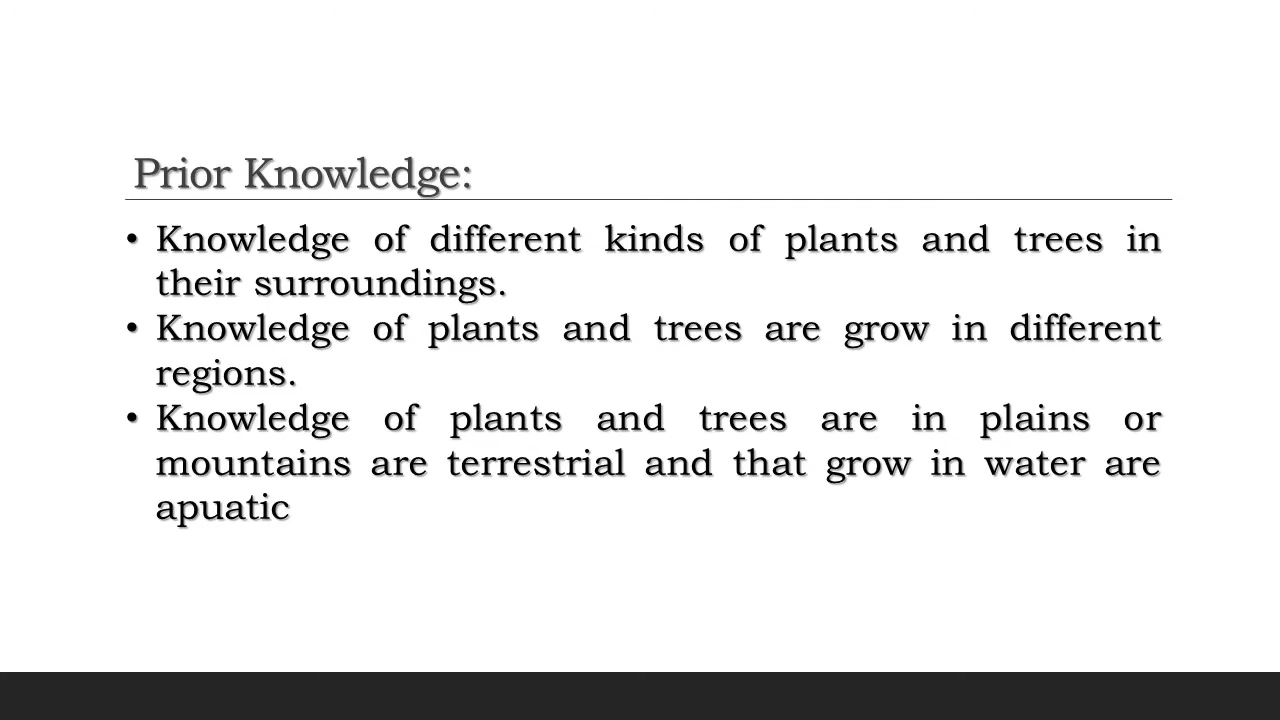 Prior Knowledge:
• Knowledge of different kinds of plants and trees in
their surroundings.
• Knowledge of plants and trees are grow in different
regions.
• Knowledge of plants and trees are in plains or
mountains are terrestrial and that grow in water are
apuatic